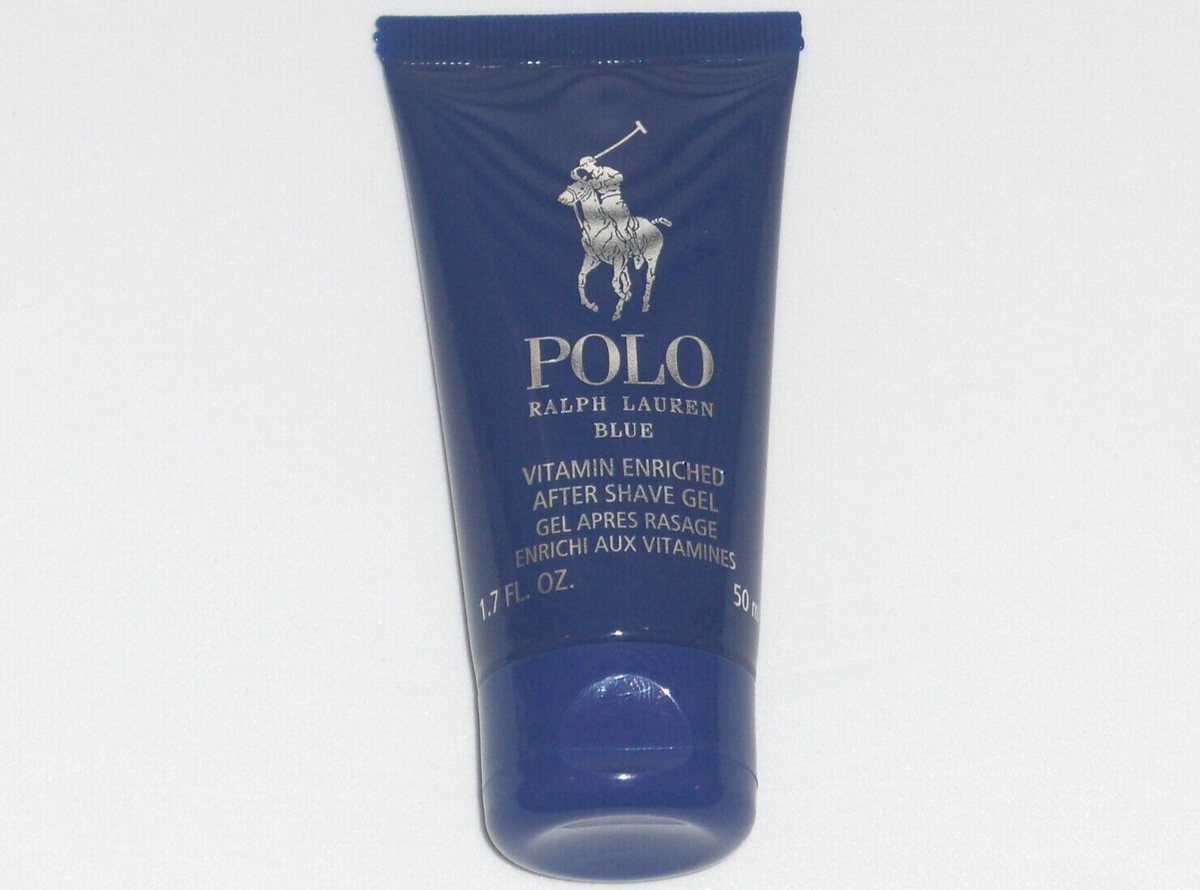 POLO
RALPH LAUREN
BLUE
VITAMIN ENRICHED
AFTER SHAVE GEL
GEL APRES RASAGE
ENRICHI AUX VITAMINES
1.7 FL. OZ. 50 m